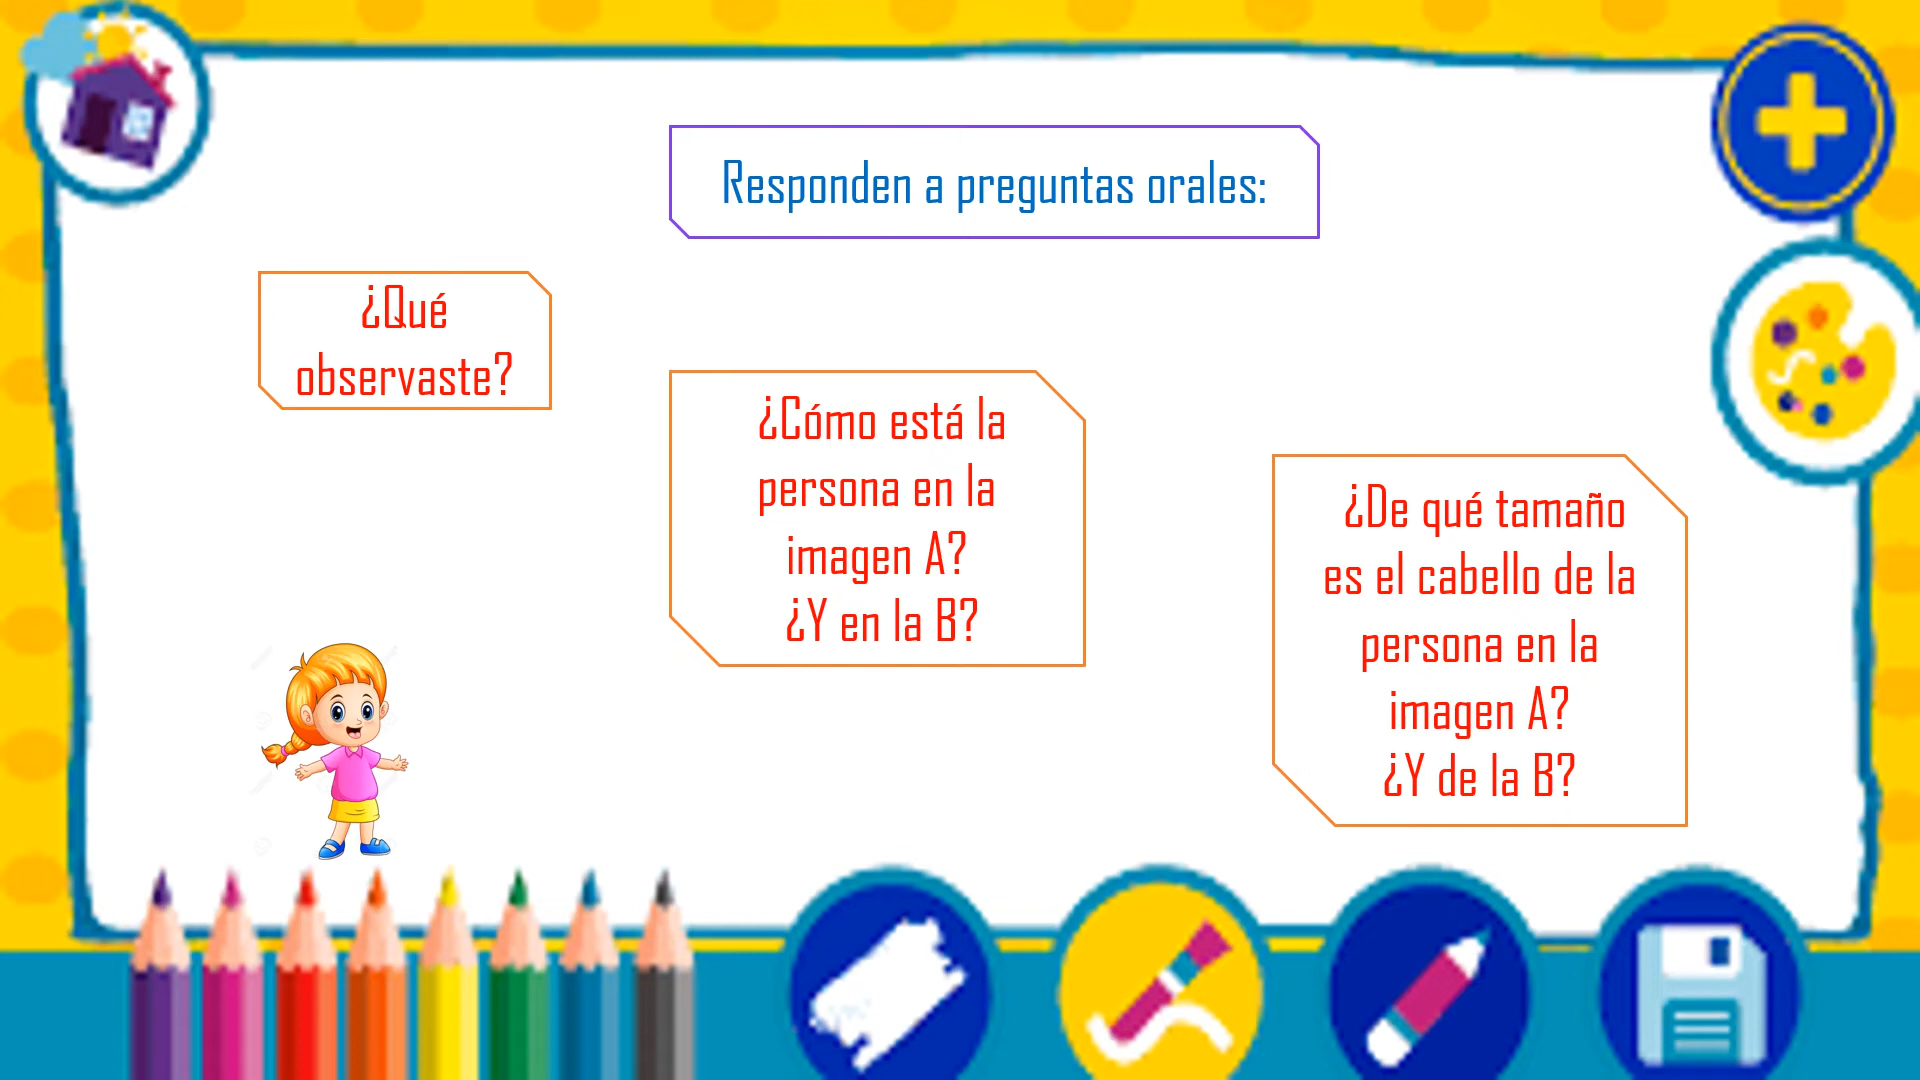 Responden a preguntas orales:
¿Qué
observaste?
¿Cómo está la
persona en la
imagen A?
¿Y en la B?
¿De qué tamaño
es el cabello de la
persona en la
imagen A?
¿Y de la B?